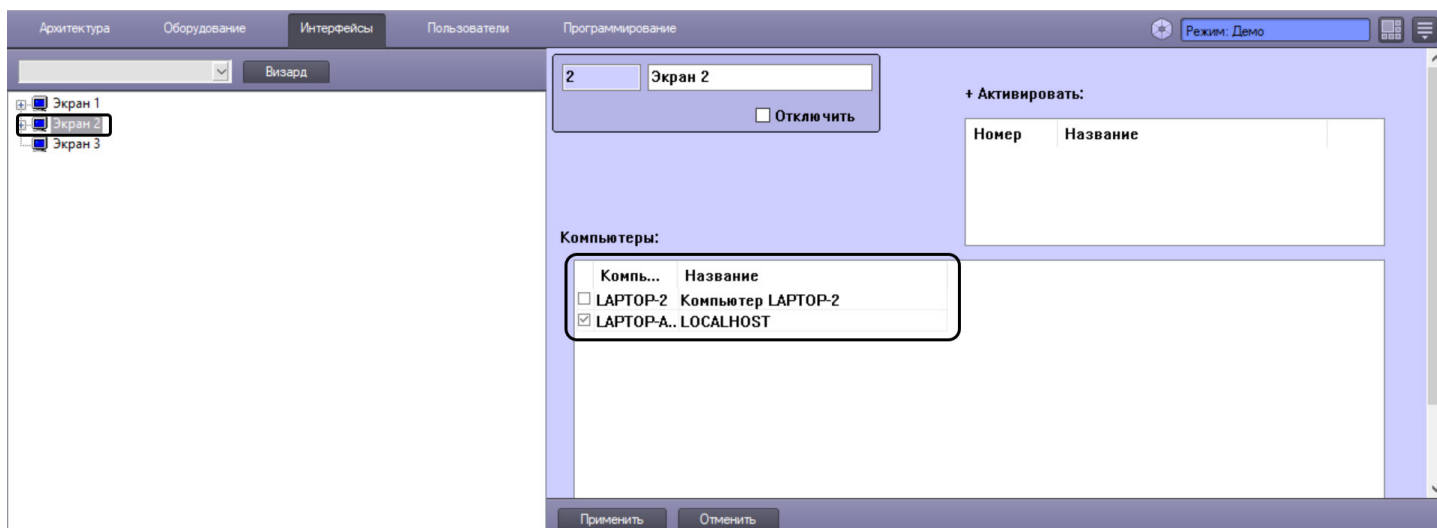 Архитектура Оборудование Интерфейсы Пользователи Программирование Режим: Демо
Визард
Экран 1
Экран 2
Экран 3
2 Экран 2
Отключить
+ Активировать:
Номер Название
Компьютеры:
Компь... Название
LAPTOP-2 Компьютер LAPTOP-2
LAPTOP-A.. LOCALHOST
Применить Отменить